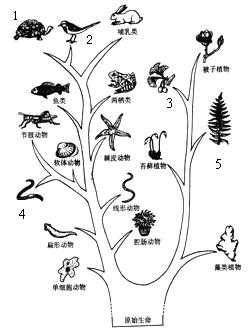 1
2
哺乳类
被子植物
鱼类
两栖类
3
节肢动物
软体动物
棘皮动物
苔藓植物
5
4
线形动物
扁形动物
腔肠动物
藻类植物
单细胞动物
原始生命